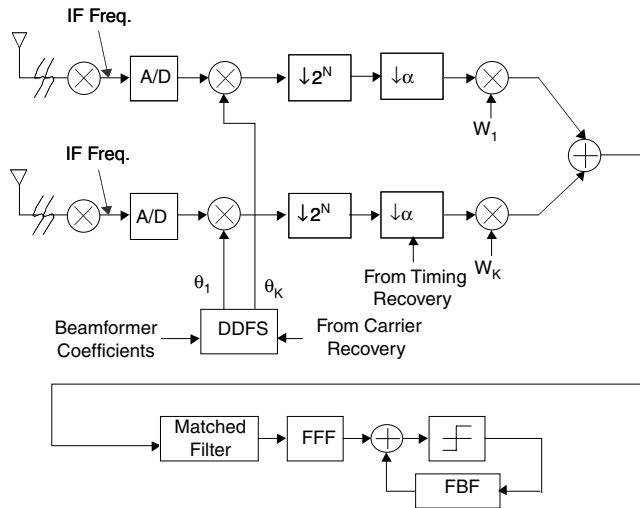 IF Freq.
A/D
↓2^N
↓α
W_1
IF Freq.
A/D
↓2^N
↓α
W_K
From Timing
Recovery
θ_1
θ_K
Beamformer
Coefficients
DDFS
From Carrier
Recovery
Matched
Filter
FFF
FBF